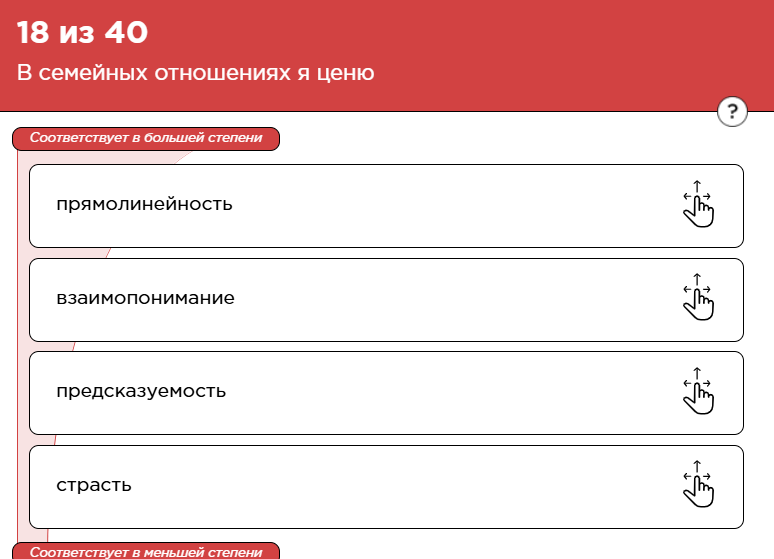 18 из 40
В семейных отношениях я ценю
?
Соответствует в большей степени
прямолинейность
взаимопонимание
предсказуемость
страсть
Соответствует в меньшей степени